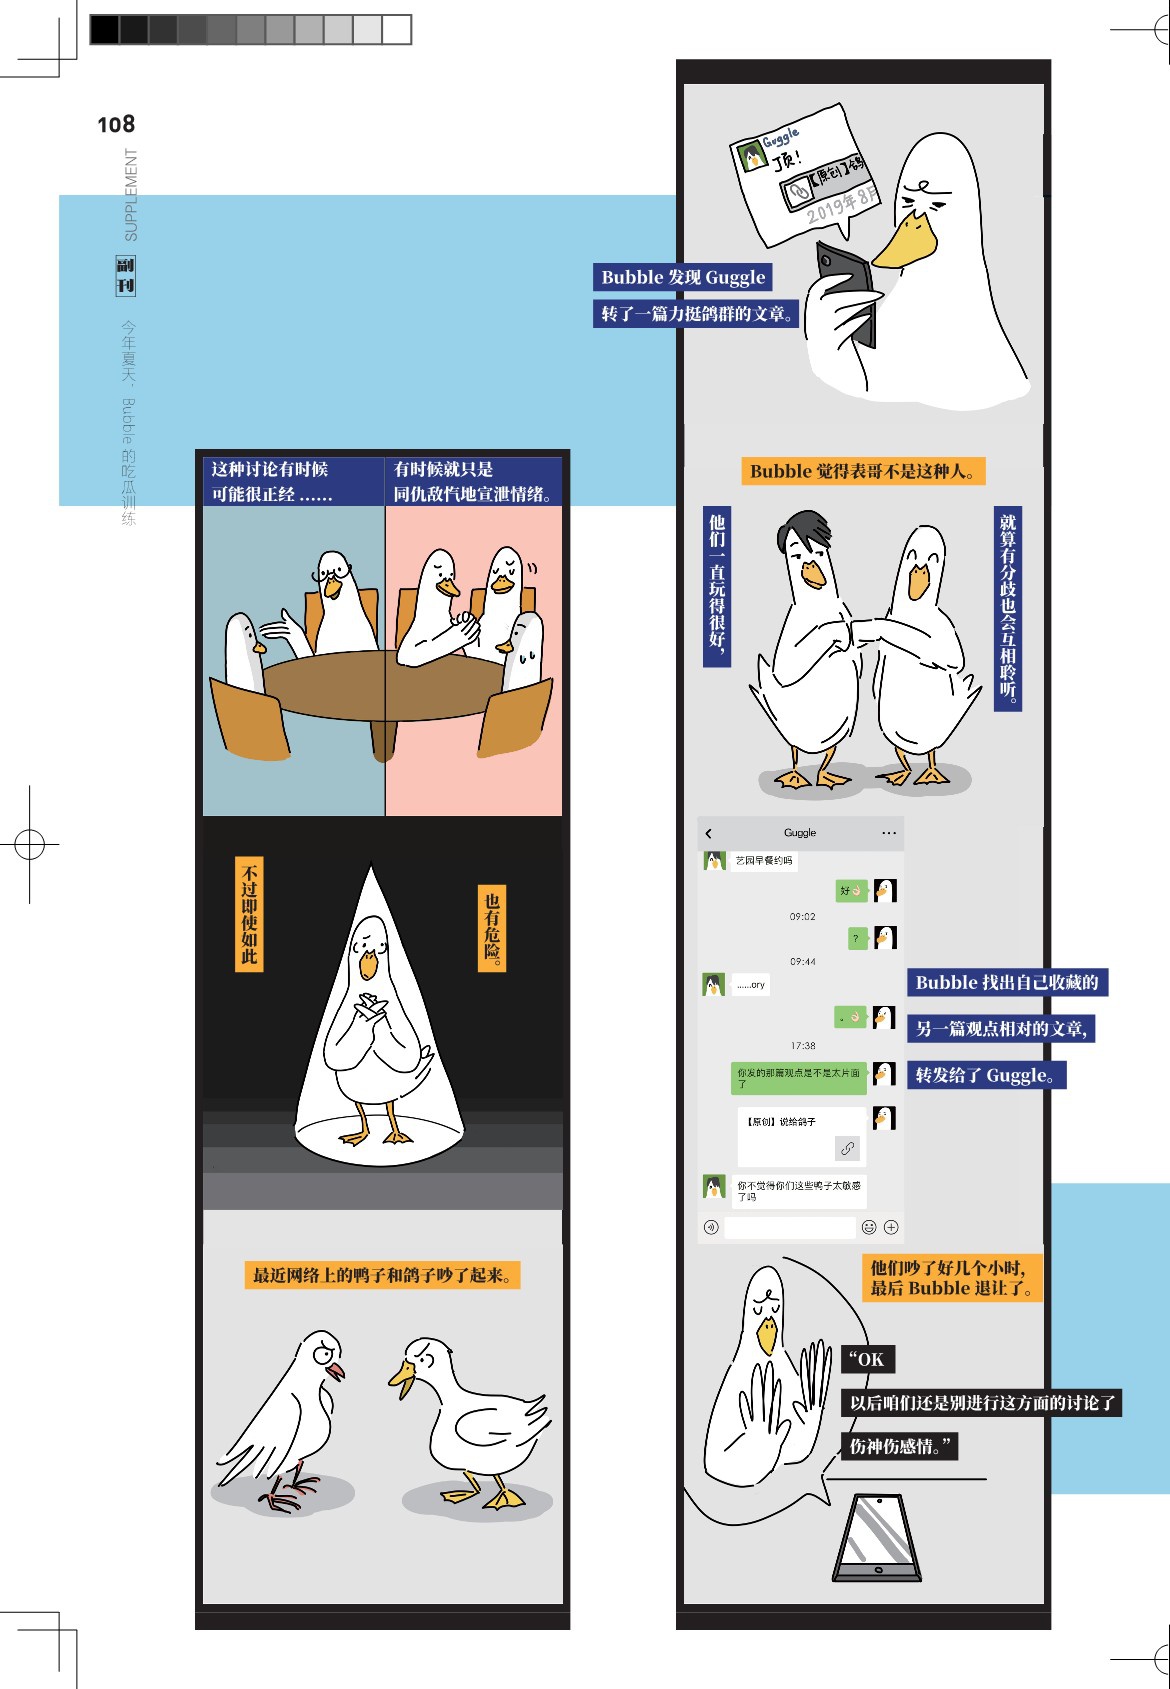 108
SUPPLEMENT
副刊
今年夏天，Bubble 的吃瓜训练
这种讨论有时候
可能很正经 ……
有时候就只是
同仇敌忾地宣泄情绪。
不过即使如此
也有危险。
最近网络上的鸭子和鸽子吵了起来。
Guggle
顶！
【原创】鸽
2019年8月
Bubble 发现 Guggle
转了一篇力挺鸽群的文章。
Bubble 觉得表哥不是这种人。
他们一直玩得很好，
就算有分歧也会互相聆听。
Guggle
艺园早餐约吗
好👌🏻
09:02
?
09:44
......ory
。👌🏻
17:38
你发的那篇观点是不是太片面
了
【原创】说给鸽子
你不觉得你们这些鸭子太敏感
了吗
Bubble 找出自己收藏的
另一篇观点相对的文章，
转发给了 Guggle。
他们吵了好几个小时，
最后 Bubble 退让了。
“OK
以后咱们还是别进行这方面的讨论了
伤神伤感情。”